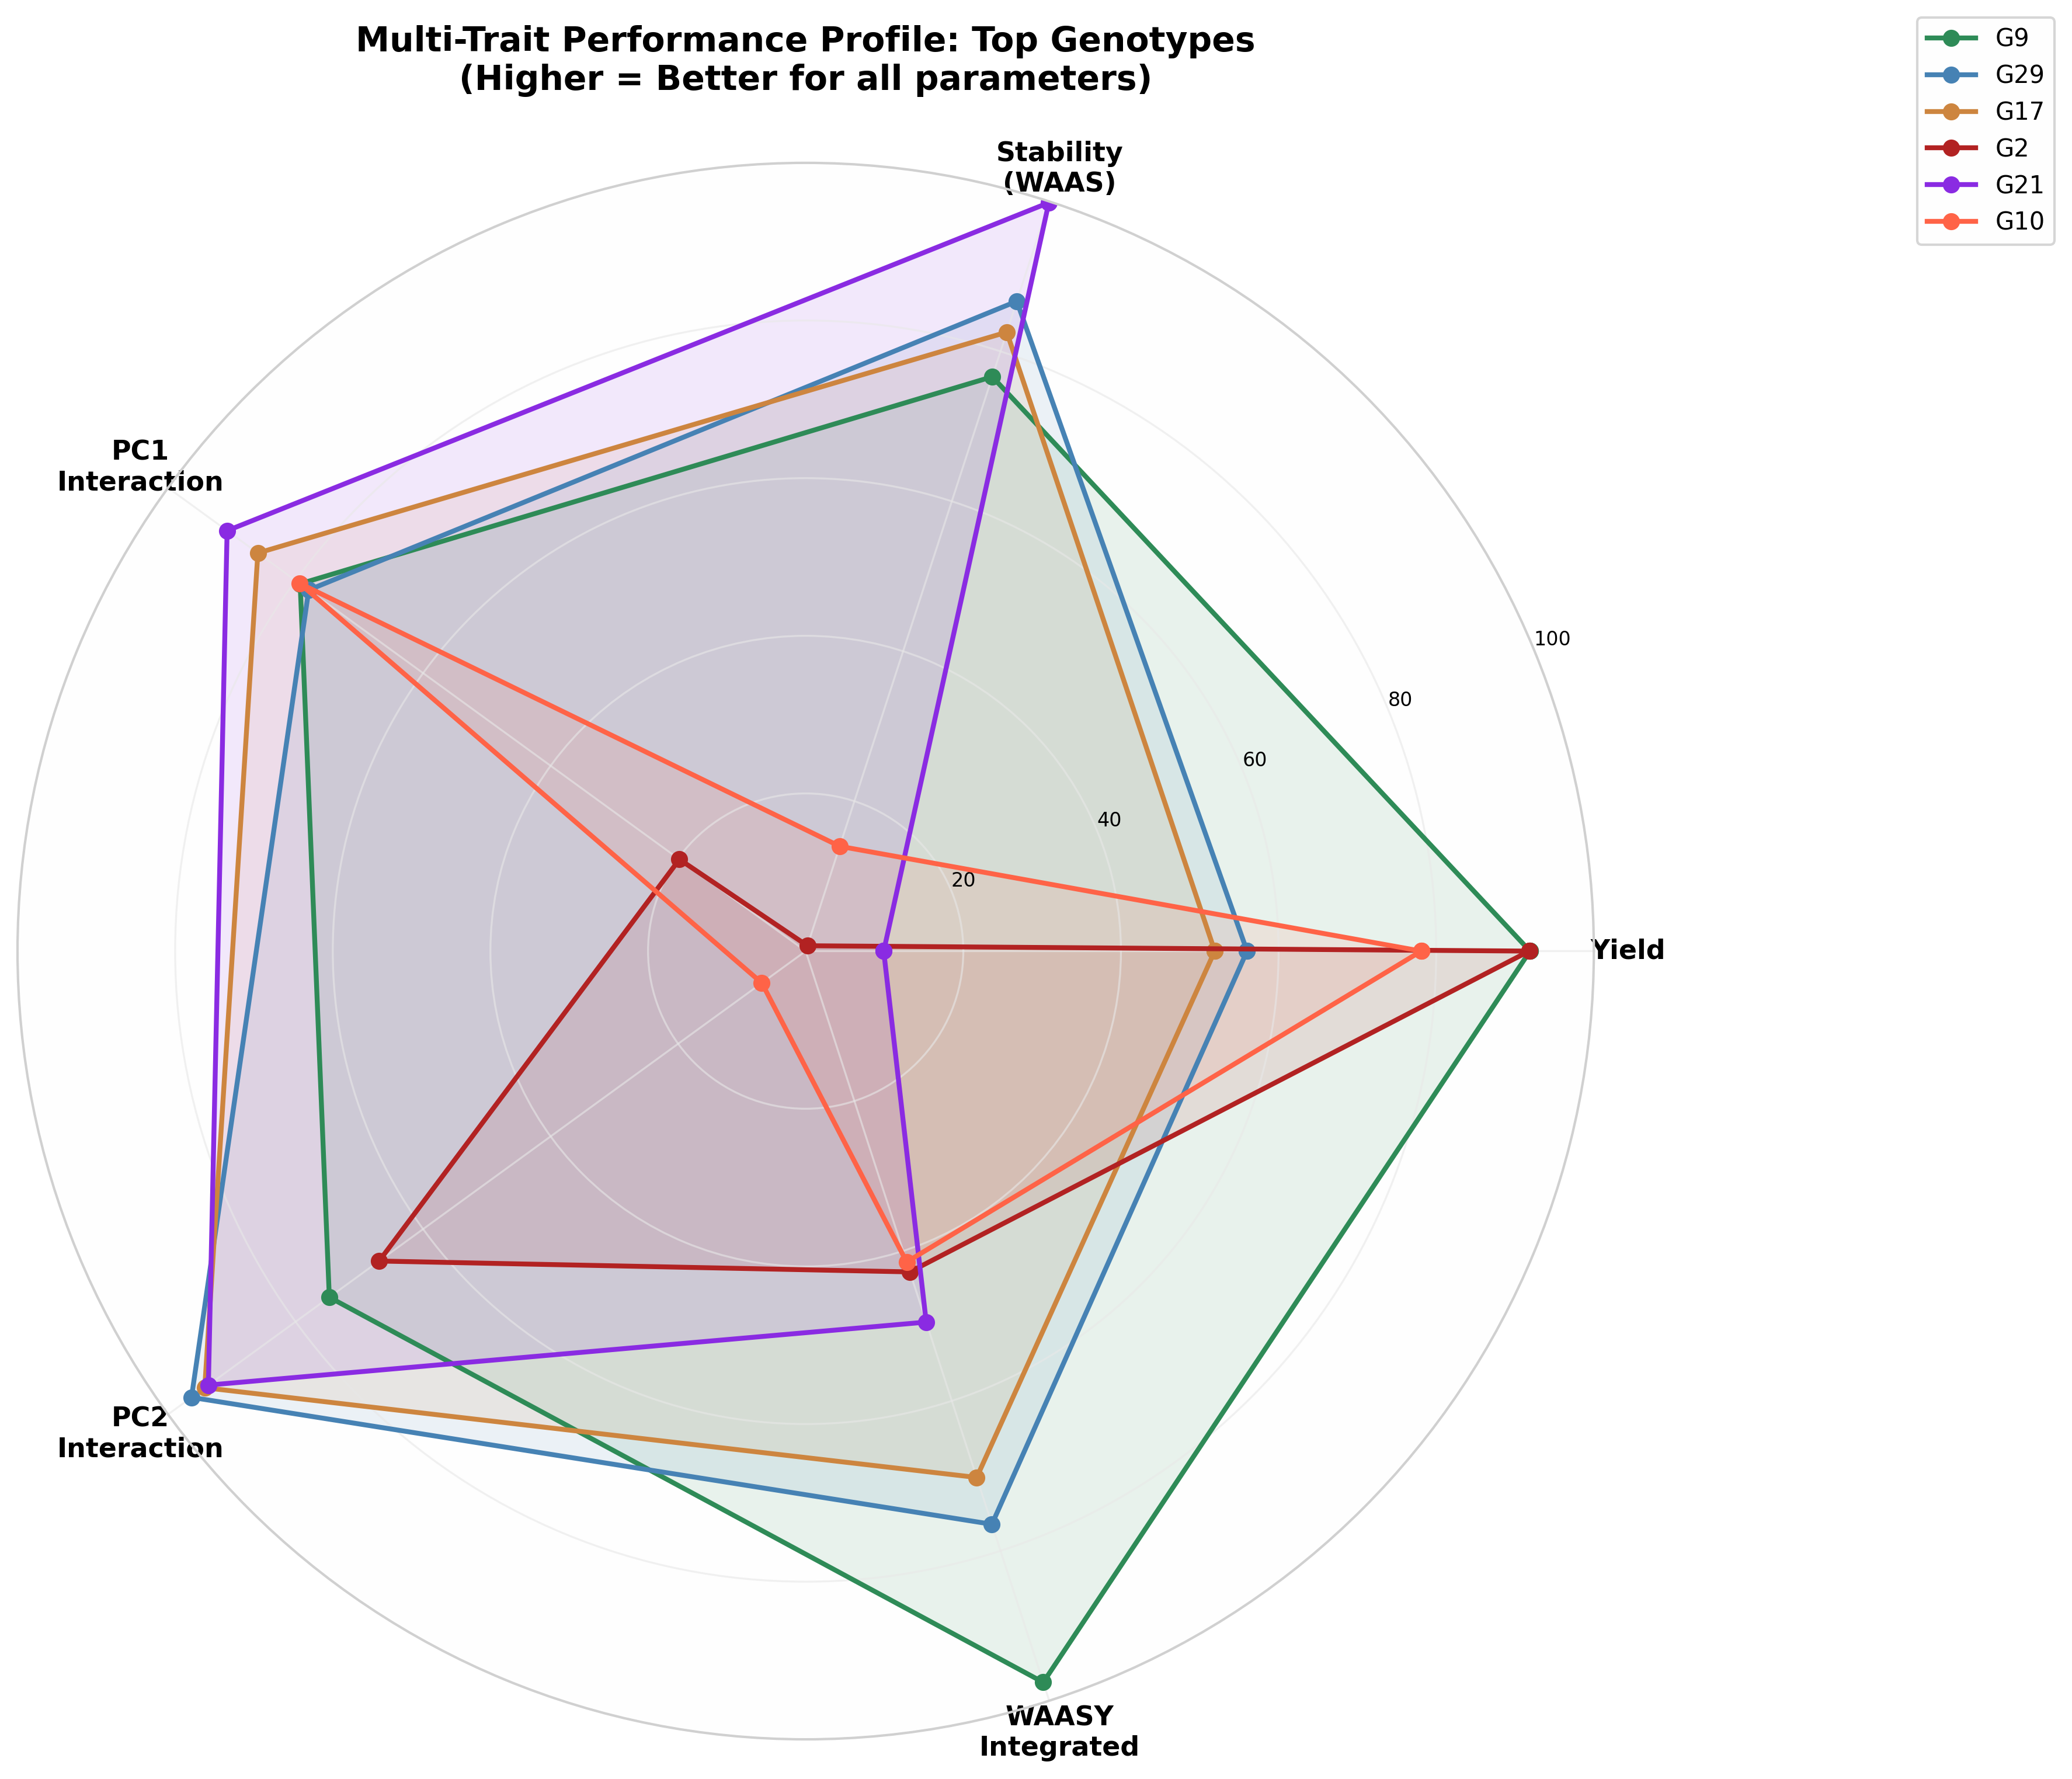 Multi-Trait Performance Profile: Top Genotypes
(Higher = Better for all parameters)
G9
G29
G17
G2
G21
G10
Stability
(WAAS)
PC1
Interaction
100
80
60
40
20
Yield
PC2
Interaction
WAASY
Integrated